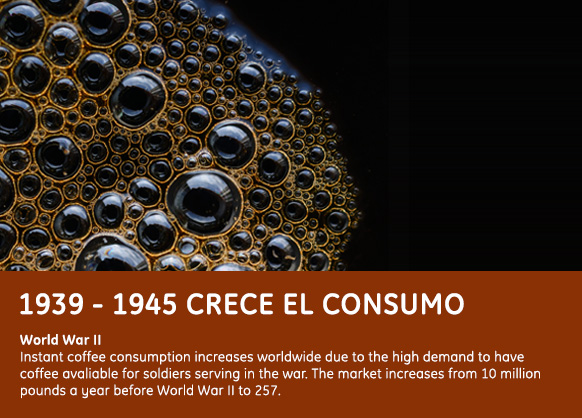 1939 - 1945 CRECE EL CONSUMO
World War II
Instant coffee consumption increases worldwide due to the high demand to have
coffee avaliable for soldiers serving in the war. The market increases from 10 million
pounds a year before World War II to 257.